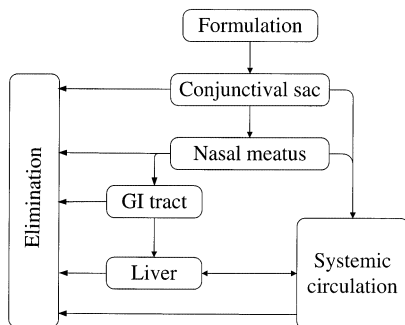 Formulation
Conjunctival sac
Nasal meatus
GI tract
Liver
Elimination
Systemic
circulation